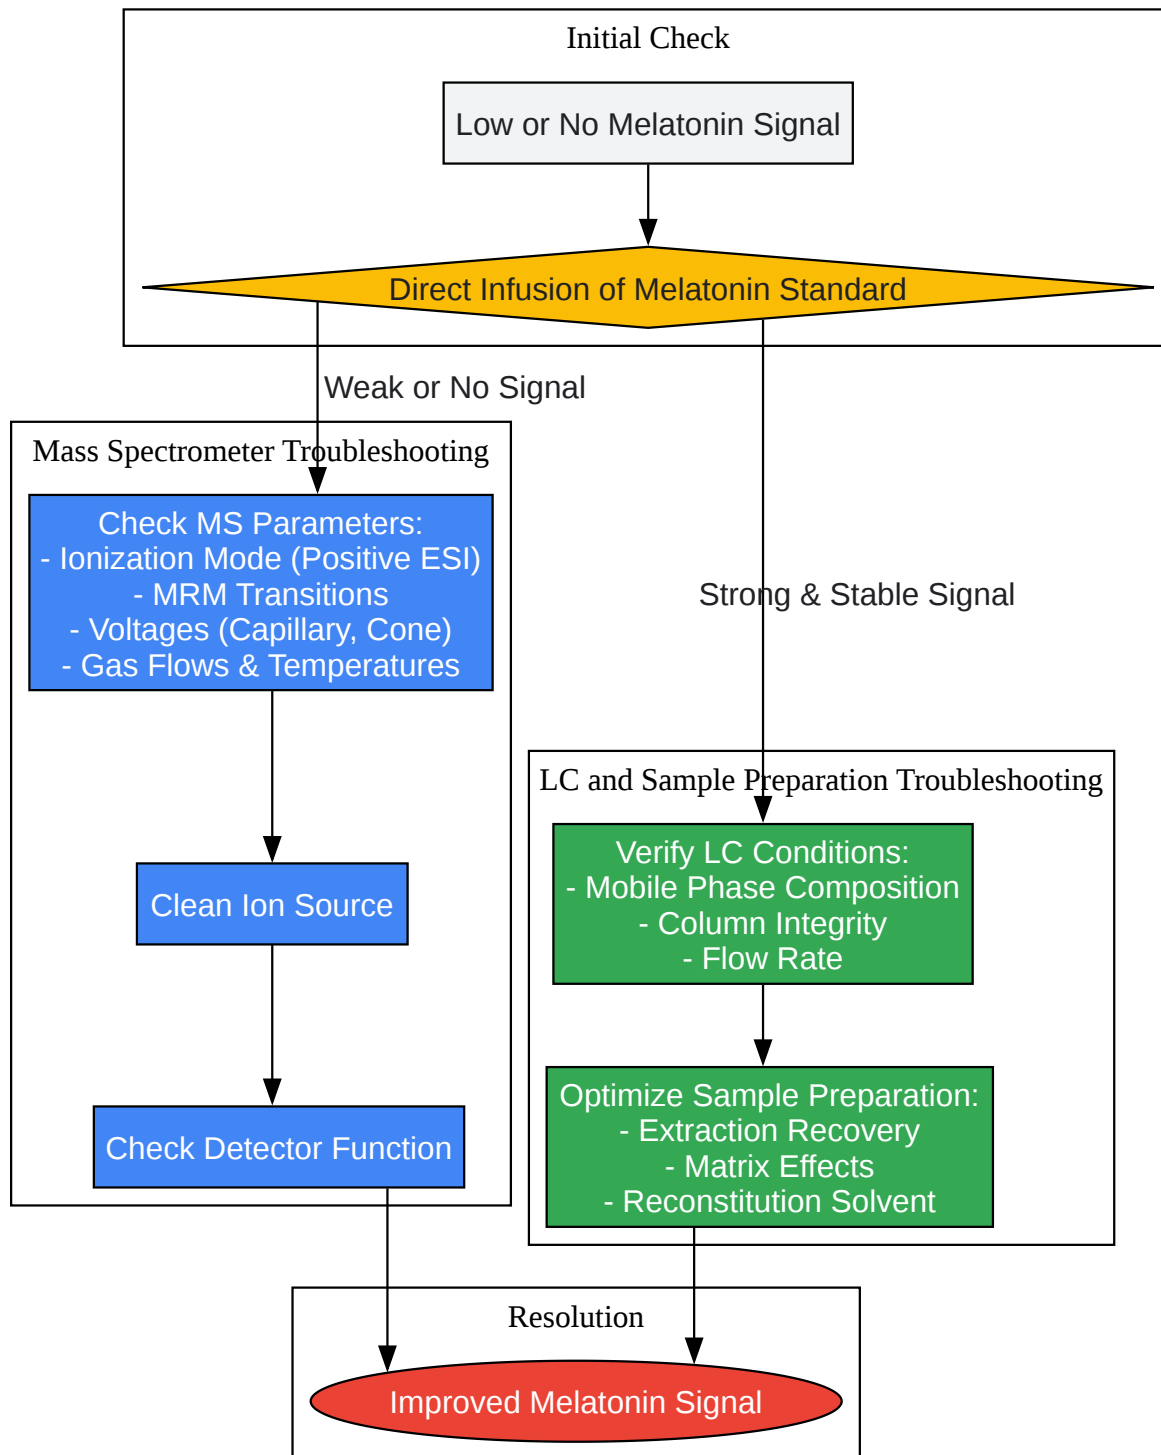 Initial Check
Low or No Melatonin Signal
Direct Infusion of Melatonin Standard
Weak or No Signal
Mass Spectrometer Troubleshooting
Check MS Parameters:
- Ionization Mode (Positive ESI)
- MRM Transitions
- Voltages (Capillary, Cone)
- Gas Flows & Temperatures
Clean Ion Source
Check Detector Function
Strong & Stable Signal
LC and Sample Preparation Troubleshooting
Verify LC Conditions:
- Mobile Phase Composition
- Column Integrity
- Flow Rate
Optimize Sample Preparation:
- Extraction Recovery
- Matrix Effects
- Reconstitution Solvent
Resolution
Improved Melatonin Signal